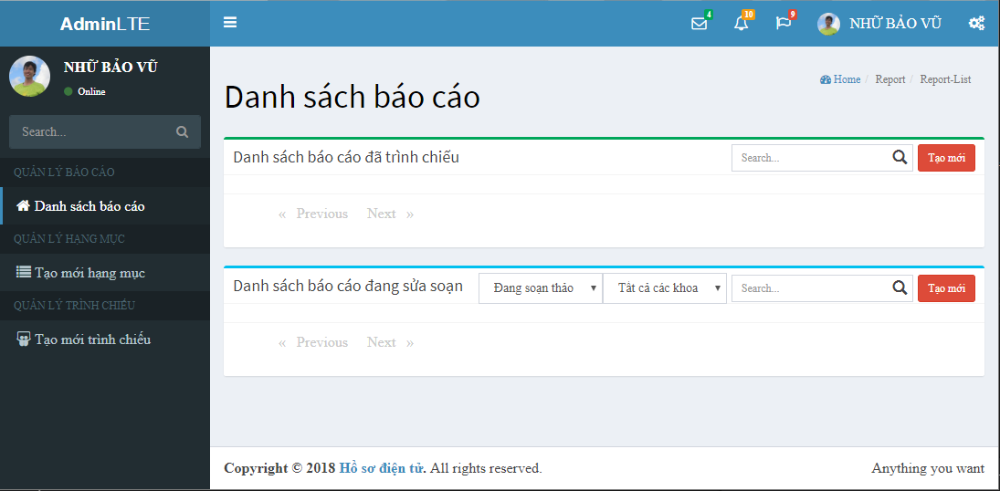 AdminLTE
4 10 9 NHỮ BẢO VŨ
NHỮ BẢO VŨ
Online
Search...
QUẢN LÝ BÁO CÁO
Danh sách báo cáo
QUẢN LÝ HẠNG MỤC
Tạo mới hạng mục
QUẢN LÝ TRÌNH CHIẾU
Tạo mới trình chiếu
Danh sách báo cáo
Home / Report / Report-List
Danh sách báo cáo đã trình chiếu Search... Tạo mới
« Previous Next »
Danh sách báo cáo đang sửa soạn Đang soạn thảo Tất cả các khoa Search... Tạo mới
« Previous Next »
Copyright © 2018 Hồ sơ điện tử. All rights reserved. Anything you want